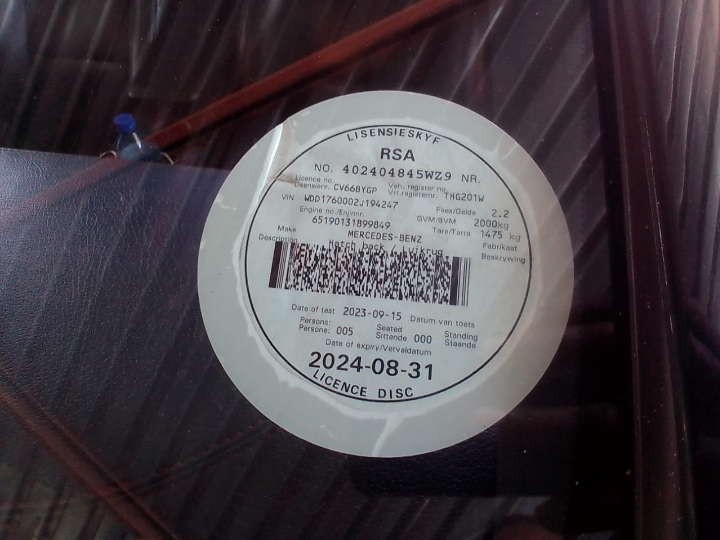 LISENSIESKYF
RSA
NO. 402404845WZ9 NR.
Licence no. Veh. register no.
Lisensienr. CV66BYGP Vrt.registernr. THG201W
VIN WDD1760002J194247 Fees/Gelde 2.2
Engine no./Enjinnr. GVM/BVM 2000kg
65190131899849 Tare/Tarra 1475 kg
Make MERCEDES-BENZ Fabrikaat
Description Hatch back / Luikrug Beskrywing
Date of test 2023-09-15 Datum van toets
Persons: Seated Standing
Persone: 005 Sittende 000 Staande
Date of expiry/Vervaldatum
2024-08-31
LICENCE DISC